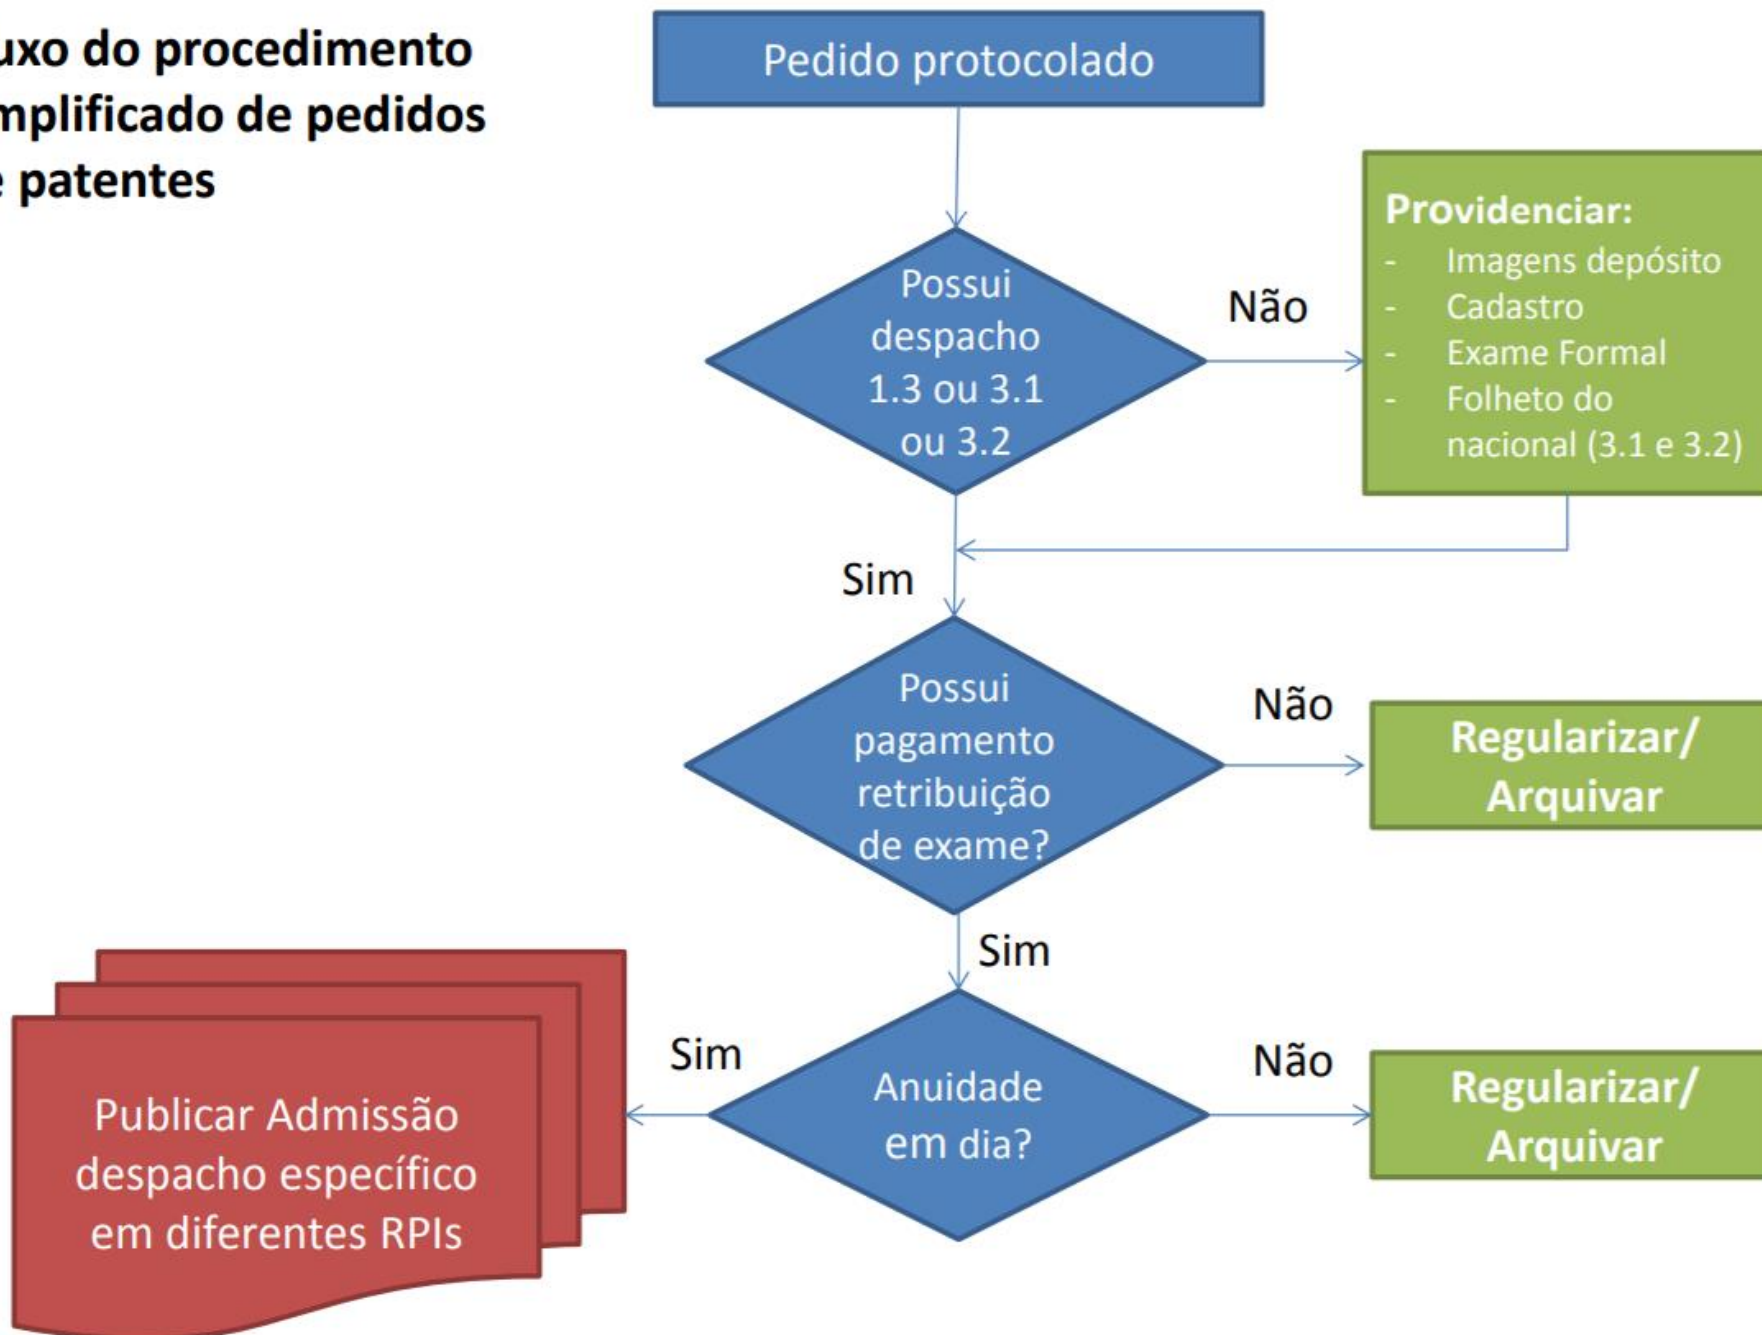 uxo do procedimento
mplificado de pedidos
e patentes
Pedido protocolado
Possui
despacho
1.3 ou 3.1
ou 3.2
Não
Providenciar:
- Imagens depósito
- Cadastro
- Exame Formal
- Folheto do
nacional (3.1 e 3.2)
Sim
Possui
pagamento
retribuição
de exame?
Não
Regularizar/
Arquivar
Sim
Anuidade
em dia?
Não
Regularizar/
Arquivar
Sim
Publicar Admissão
despacho específico
em diferentes RPIs